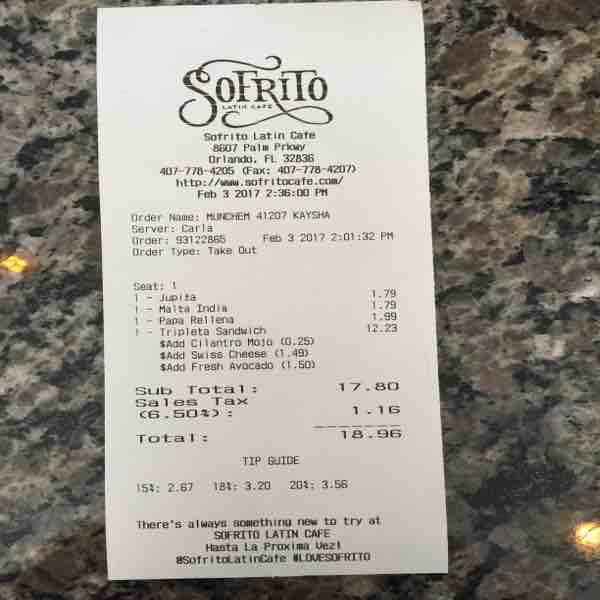 SOFRITO
LATIN CAFE
Sofrito Latin Cafe
8607 Palm Prkwy
Orlando, FL 32836
407-778-4205 (Fax: 407-778-4207)
http://www.sofritocafe.com/
Feb 3 2017 2:36:00 PM
Order Name: MUNCHEM 41207 KAYSHA
Server: Carla
Order: 93122865 Feb 3 2017 2:01:32 PM
Order Type: Take Out
Seat: 1
1 - Jupiña 1.79
1 - Malta India 1.79
1 - Papa Rellena 1.99
1 - Tripleta Sandwich 12.23
$Add Cilantro Mojo (0.25)
$Add Swiss Cheese (1.49)
$Add Fresh Avocado (1.50)
Sub Total: 17.80
Sales Tax
(6.50%): 1.16
Total: 18.96
TIP GUIDE
15%: 2.67 18%: 3.20 20%: 3.56
There's always something new to try at
SOFRITO LATIN CAFE
Hasta La Proxima Vez!
#SofritoLatinCafe #LOVESOFRITO